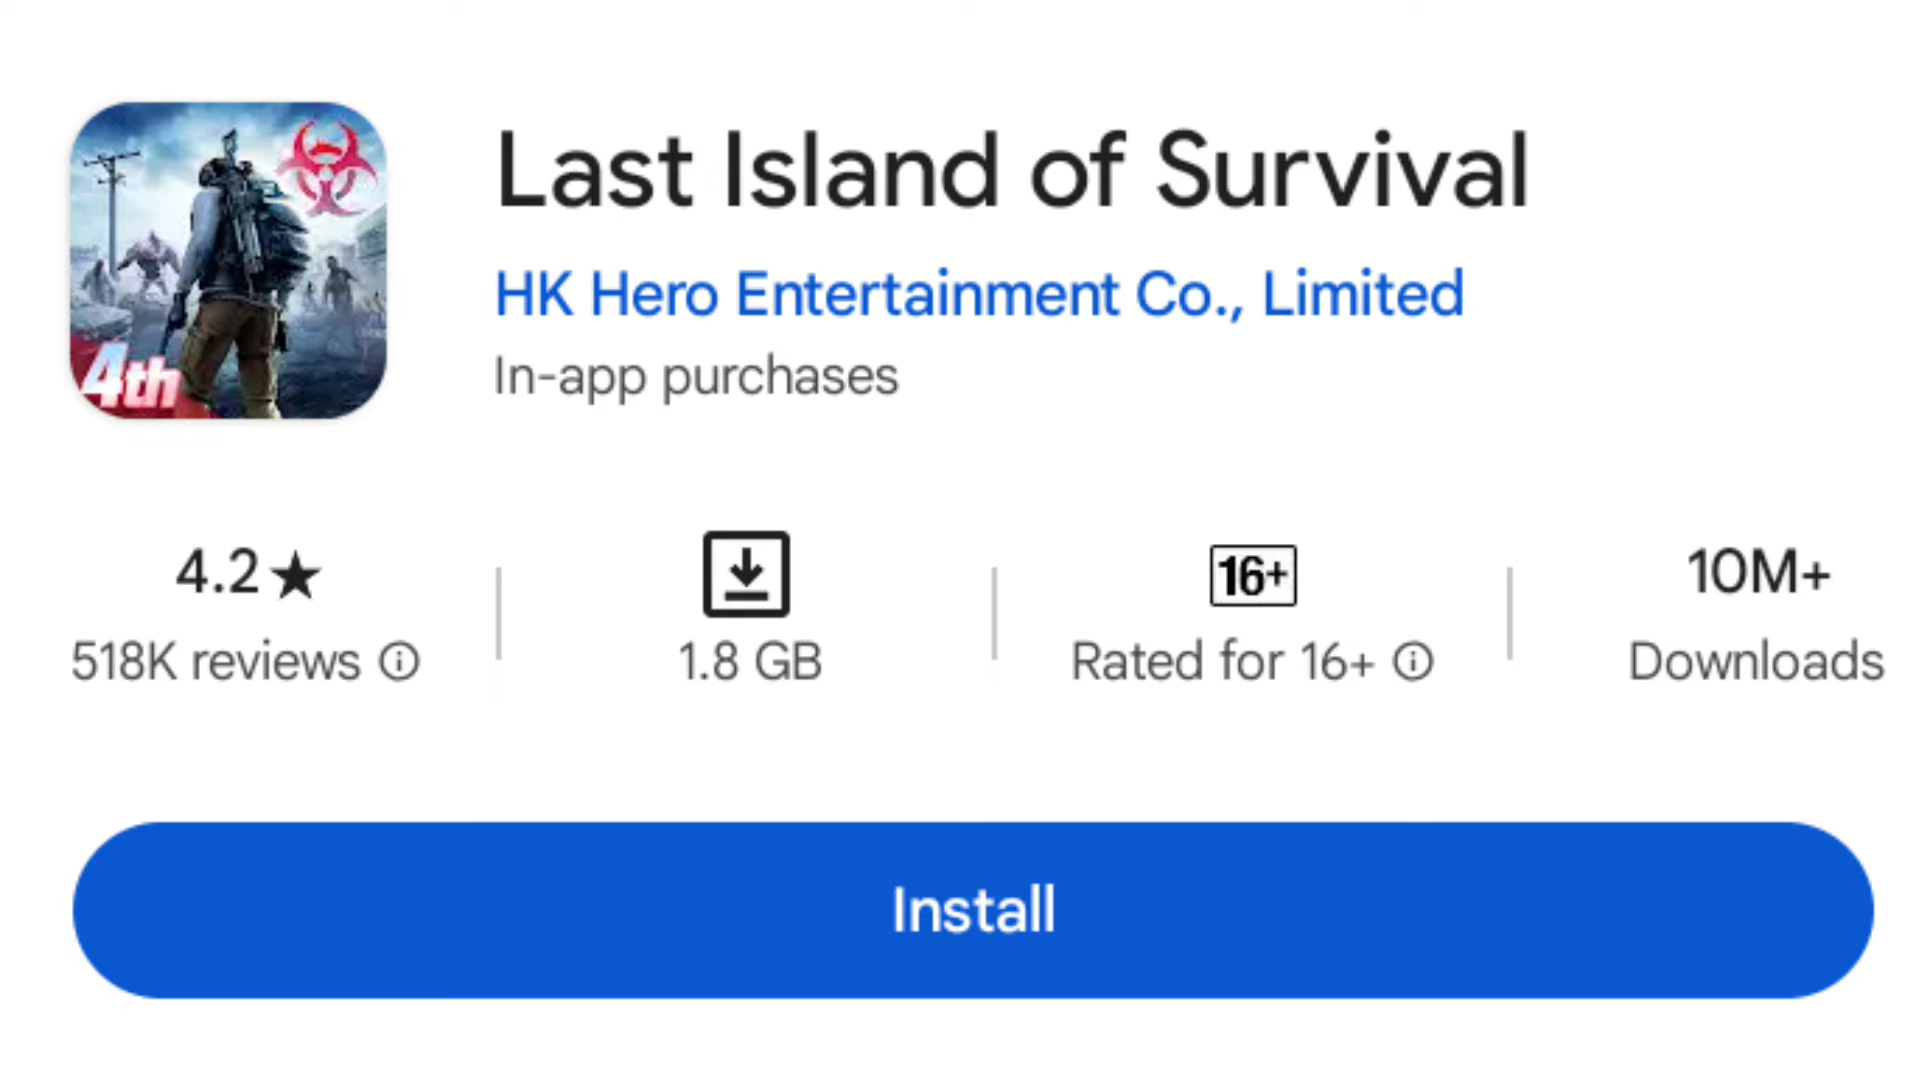 Last Island of Survival
HK Hero Entertainment Co., Limited
In-app purchases
4th
4.2★
518K reviews
1.8 GB
16+
Rated for 16+
10M+
Downloads
Install